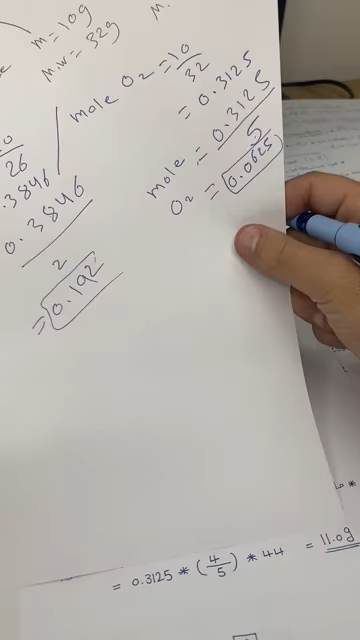 m = 10g
M.W = 32g
M.
mole O2 = 10/32
= 0.3125
mole = 0.3125/5
O2 = 0.0625
26
.3846
0.3846/2
= 0.192
= 0.3125 * (4/5) * 44 = 11.0g